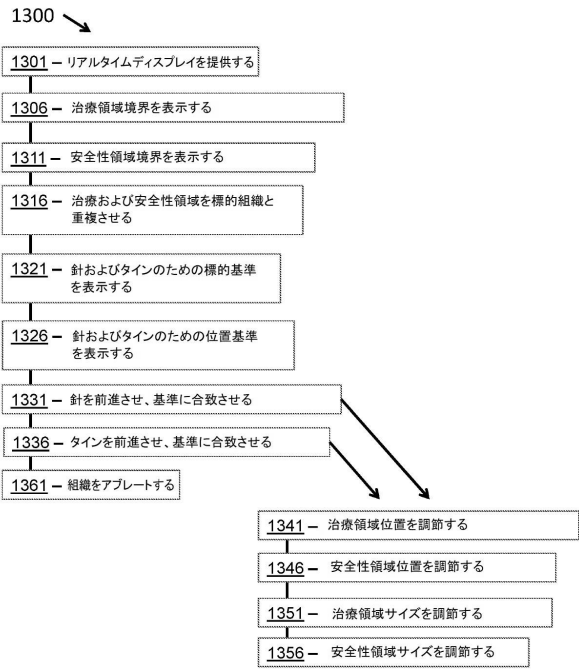 1300
1301 – リアルタイムディスプレイを提供する
1306 – 治療領域境界を表示する
1311 – 安全性領域境界を表示する
1316 – 治療および安全性領域を標的組織と
重複させる
1321 – 針およびタインのための標的基準
を表示する
1326 – 針およびタインのための位置基準
を表示する
1331 – 針を前進させ、基準に合致させる
1336 – タインを前進させ、基準に合致させる
1361 – 組織をアブレートする
1341 – 治療領域位置を調節する
1346 – 安全性領域位置を調節する
1351 – 治療領域サイズを調節する
1356 – 安全性領域サイズを調節する